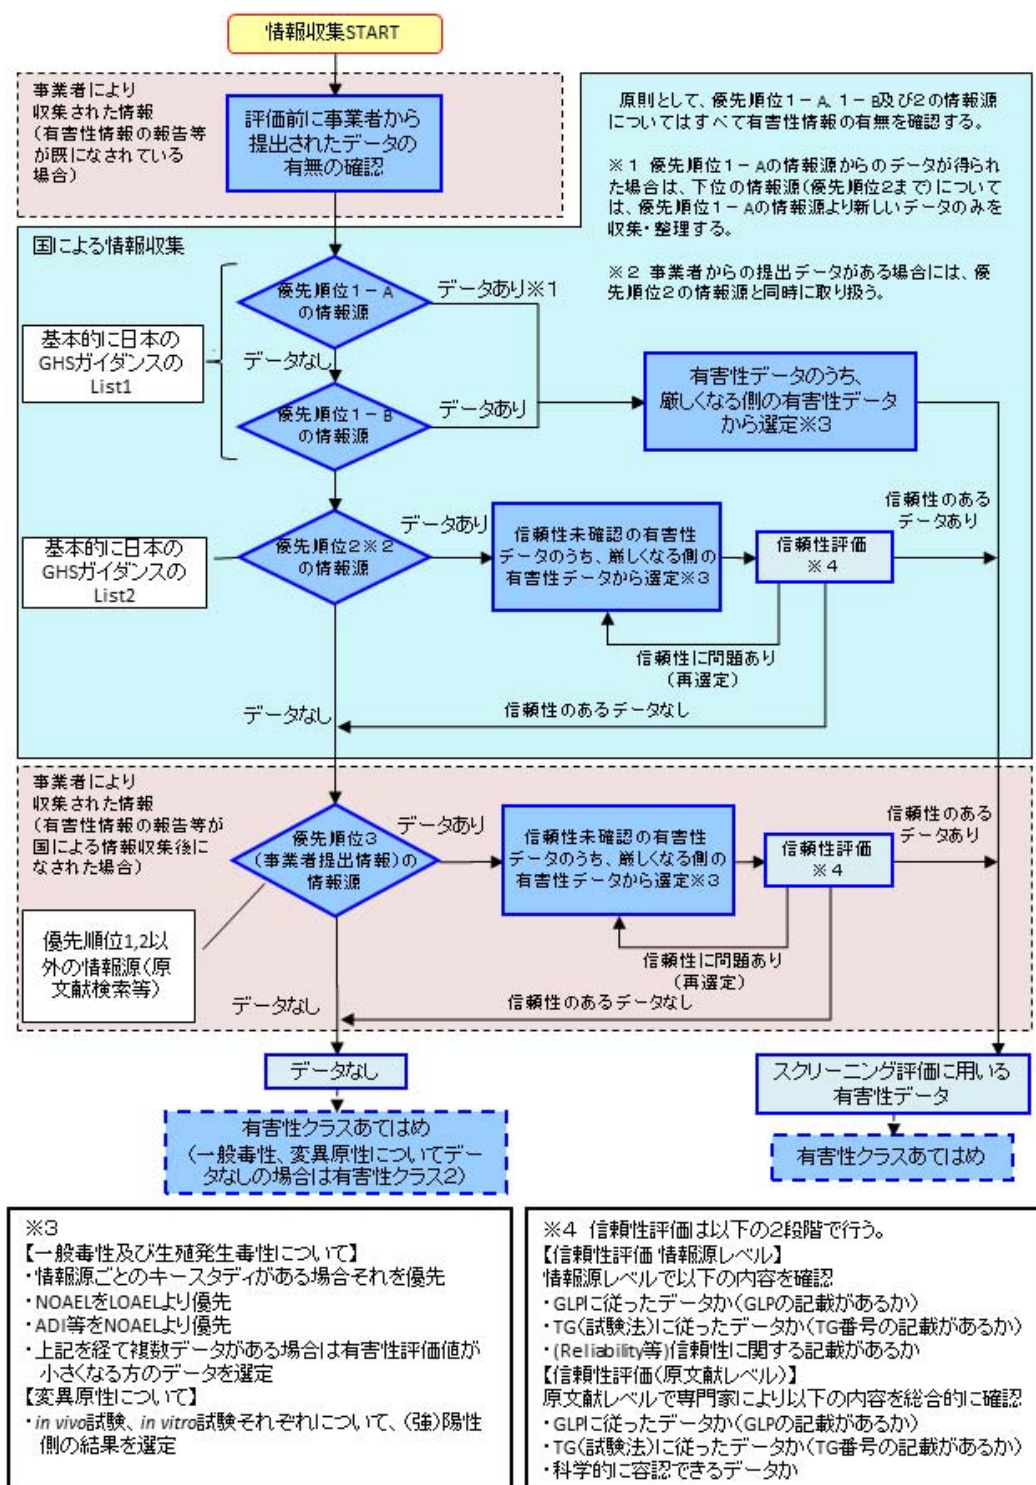 情報収集START
事業者により
収集された情報
(有害性情報の報告等
が既になされている
場合)
評価前に事業者から
提出されたデータの
有無の確認
原則として、優先順位1-A、1-B及び2の情報源
についてはすべて有害性情報の有無を確認する。
※1 優先順位1-Aの情報源からのデータが得られ
た場合は、下位の情報源(優先順位2まで)について
は、優先順位1-Aの情報源より新しいデータのみを
収集・整理する。
※2 事業者からの提出データがある場合には、優
先順位2の情報源と同時に取り扱う。
国による情報収集
優先順位1-A
の情報源
データあり※1
基本的に日本の
GHSガイダンスの
List1
データなし
優先順位1-B
の情報源
データあり
有害性データのうち、
厳しくなる側の有害性データ
から選定※3
基本的に日本の
GHSガイダンスの
List2
優先順位2※2
の情報源
データあり
信頼性未確認の有害性
データのうち、厳しくなる側の
有害性データから選定※3
信頼性評価
※4
信頼性のある
データあり
信頼性に問題あり
(再選定)
データなし
信頼性のあるデータなし
事業者により
収集された情報
(有害性情報の報告等が
国による情報収集後に
なされた場合)
優先順位3
(事業者提出情報)の
情報源
データあり
信頼性未確認の有害性
データのうち、厳しくなる側の
有害性データから選定※3
信頼性評価
※4
信頼性のある
データあり
優先順位1,2以
外の情報源(原
文献検索等)
信頼性に問題あり
(再選定)
データなし
信頼性のあるデータなし
データなし
有害性クラスあてはめ
(一般毒性、変異原性についてデー
タなしの場合は有害性クラス2)
スクリーニング評価に用いる
有害性データ
有害性クラスあてはめ
※3
【一般毒性及び生殖発生毒性について】
・情報源ごとのキースタディがある場合それを優先
・NOAELをLOAELより優先
・ADI等をNOAELより優先
・上記を経て複数データがある場合は有害性評価値が
小さくなる方のデータを選定
【変異原性について】
・in vivo試験、in vitro試験それぞれについて、(強)陽性
側の結果を選定
※4 信頼性評価は以下の2段階で行う。
【信頼性評価 情報源レベル】
情報源レベルで以下の内容を確認
・GLPに従ったデータか(GLPの記載があるか)
・TG(試験法)に従ったデータか(TG番号の記載があるか)
・(Reliability等)信頼性に関する記載があるか
【信頼性評価(原文献レベル)】
原文献レベルで専門家により以下の内容を総合的に確認
・GLPに従ったデータか(GLPの記載があるか)
・TG(試験法)に従ったデータか(TG番号の記載があるか)
・科学的に容認できるデータか